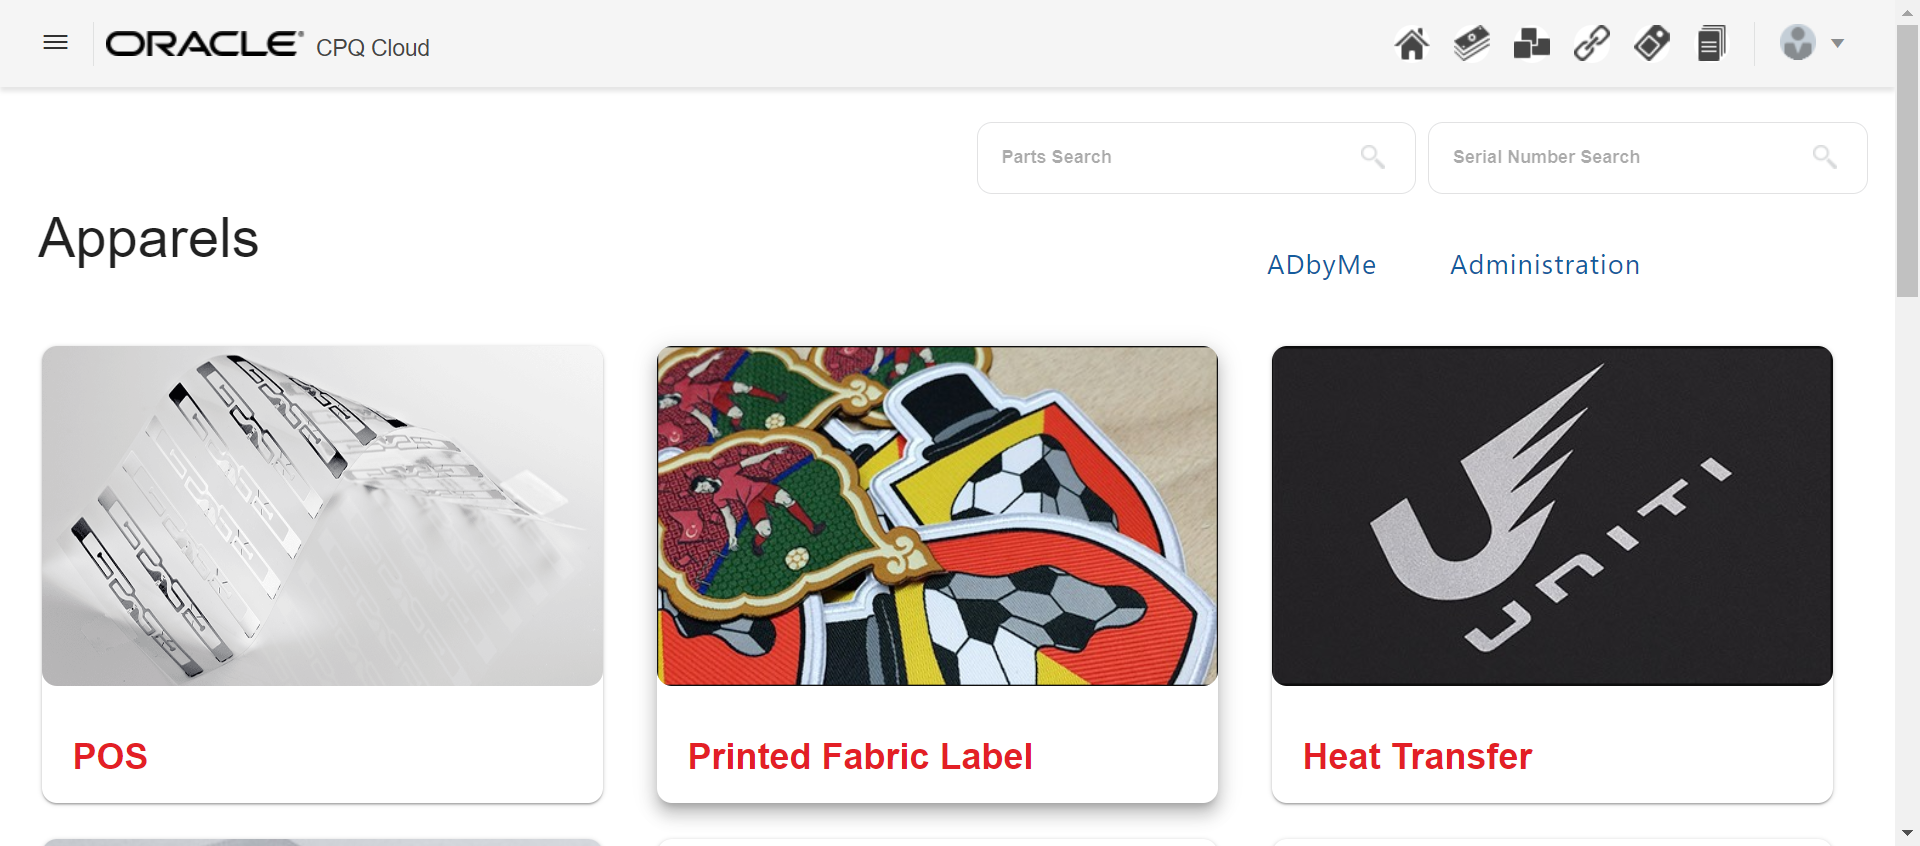 ORACLE® CPQ Cloud
Parts Search
Serial Number Search
Apparels
ADbyMe
Administration
UNITI
POS
Printed Fabric Label
Heat Transfer